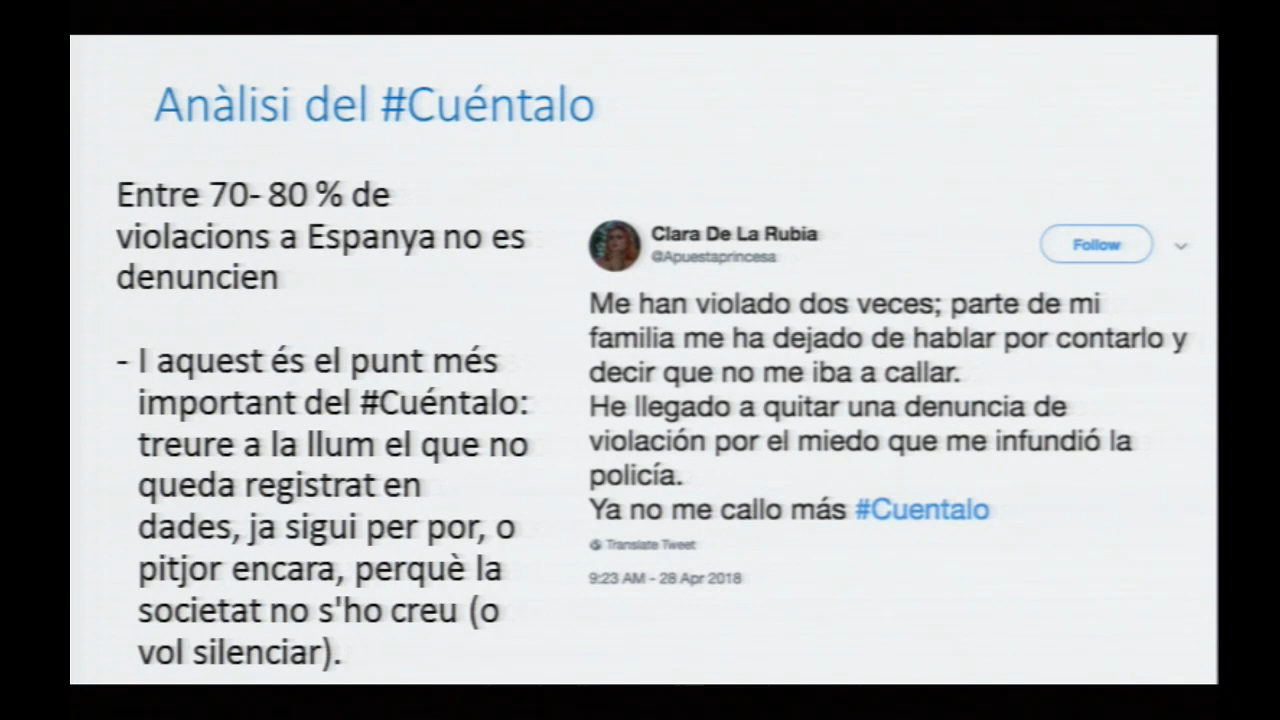 Anàlisi del #Cuéntalo
Entre 70- 80 % de
violacions a Espanya no es
denuncien
- I aquest és el punt més
important del #Cuéntalo:
treure a la llum el que no
queda registrat en
dades, ja sigui per por, o
pitjor encara, perquè la
societat no s'ho creu (o
vol silenciar).
Clara De La Rubia
@Apuestaprincesa
Follow
Me han violado dos veces; parte de mi
familia me ha dejado de hablar por contarlo y
decir que no me iba a callar.
He llegado a quitar una denuncia de
violación por el miedo que me infundió la
policía.
Ya no me callo más #Cuentalo
Translate Tweet
9:23 AM - 28 Apr 2018